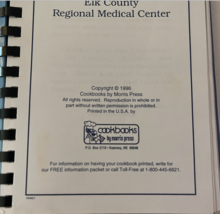 Elk County
Regional Medical Center
Copyright © 1996
Cookbooks by Morris Press
All rights reserved. Reproduction in whole or in
part without written permission is prohibited.
Printed in the U.S.A. by
cookbooks
by morris press
P.O. Box 2110 • Kearney, NE 68848
For information on having your cookbook printed, write for
our FREE information packet or call Toll-Free at 1-800-445-6621.